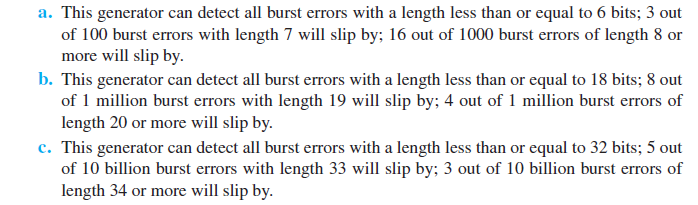 a. This generator can detect all burst errors with a length less than or equal to 6 bits; 3 out
of 100 burst errors with length 7 will slip by; 16 out of 1000 burst errors of length 8 or
more will slip by.
b. This generator can detect all burst errors with a length less than or equal to 18 bits; 8 out
of 1 million burst errors with length 19 will slip by; 4 out of 1 million burst errors of
length 20 or more will slip by.
c. This generator can detect all burst errors with a length less than or equal to 32 bits; 5 out
of 10 billion burst errors with length 33 will slip by; 3 out of 10 billion burst errors of
length 34 or more will slip by.